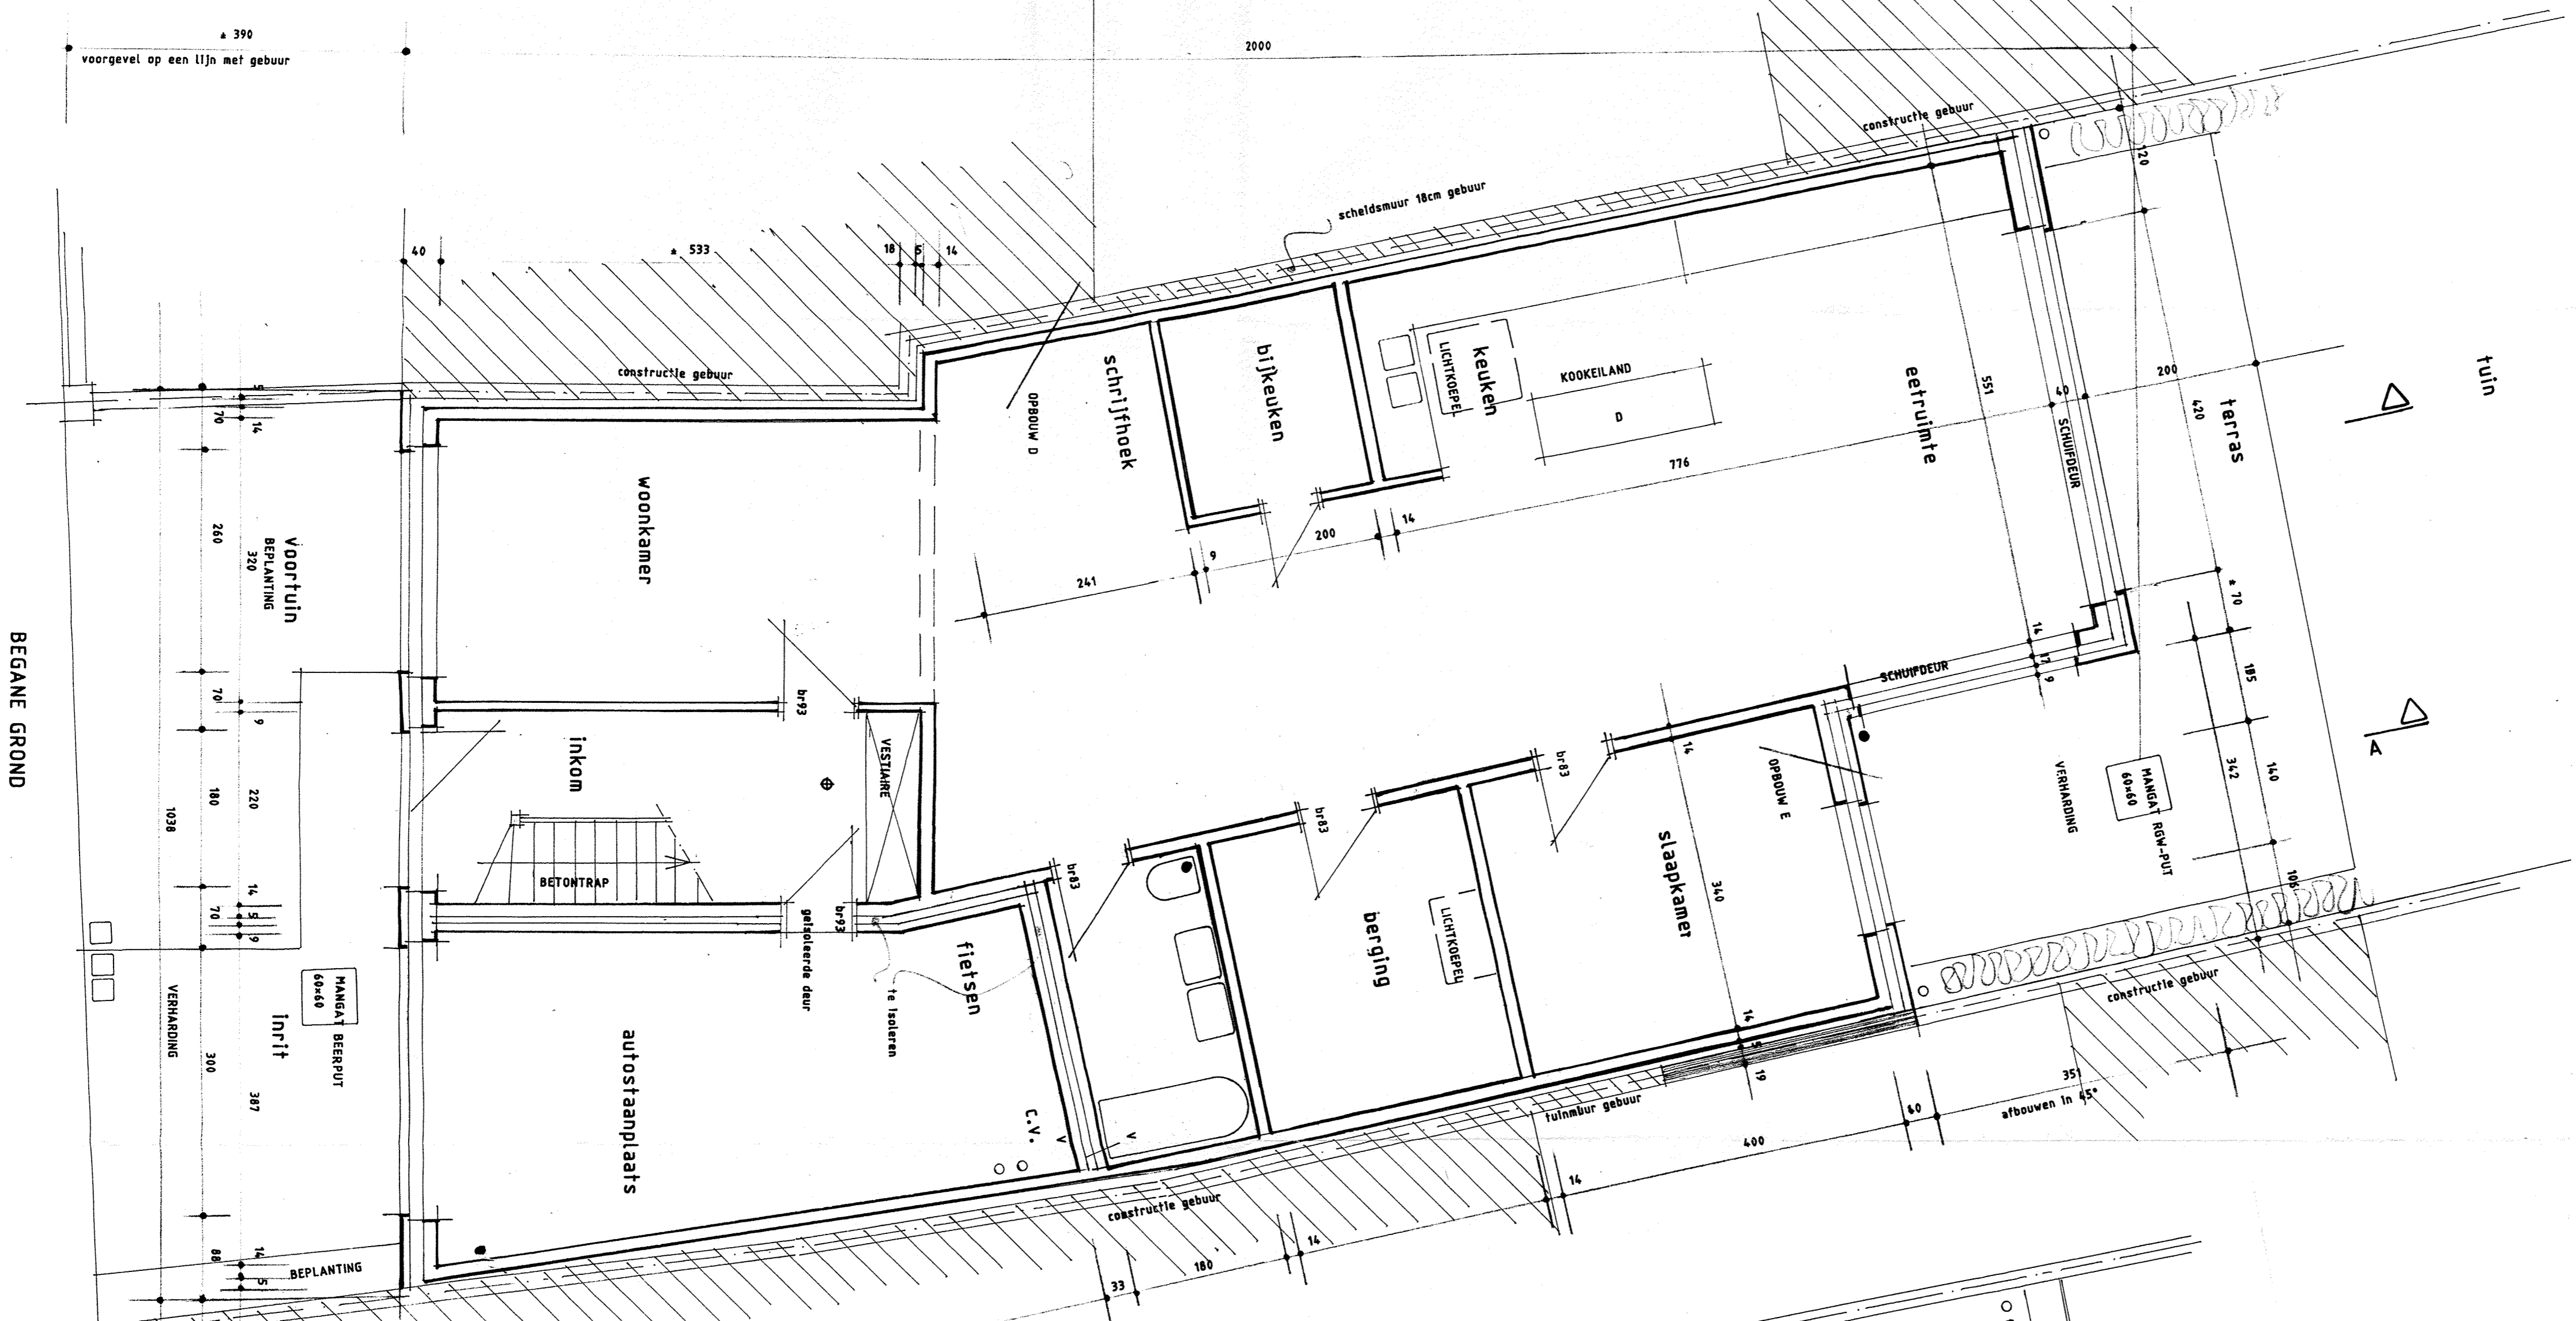 ± 390
voorgevel op een lijn met gebuur
2000
constructie gebuur
120
scheidsmuur 18cm gebuur
40
± 533
18
5
14
constructie gebuur
OPBOUW D
schrijfhoek
bijkeuken
LICHTKOEPEL
keuken
KOOKEILAND
D
776
eetruimte
551
40
SCHUIFDEUR
200
420
terras
tuin
± 70
5
70
14
260
voortuin
BEPLANTING
320
BEGANE GROND
woonkamer
241
9
200
14
14
17
9
SCHUIFDEUR
185
140
342
106
A
70
9
220
180
1038
inkom
br93
VESTIAIRE
BETONTRAP
br93
geïsoleerde deur
te isoleren
fietsen
br83
br83
br83
14
slaapkamer
340
OPBOUW E
VERHARDING
MANGAT RGW-PUT
60x60
berging
LICHTKOEPEL
14
5
70
9
VERHARDING
inrit
MANGAT BEERPUT
60x60
300
387
autostaanplaats
C.V.
V
V
14
5
19
constructie gebuur
351
afbouwen in 45°
40
tuinmuur gebuur
400
14
constructie gebuur
14
180
33
88
14
5
BEPLANTING